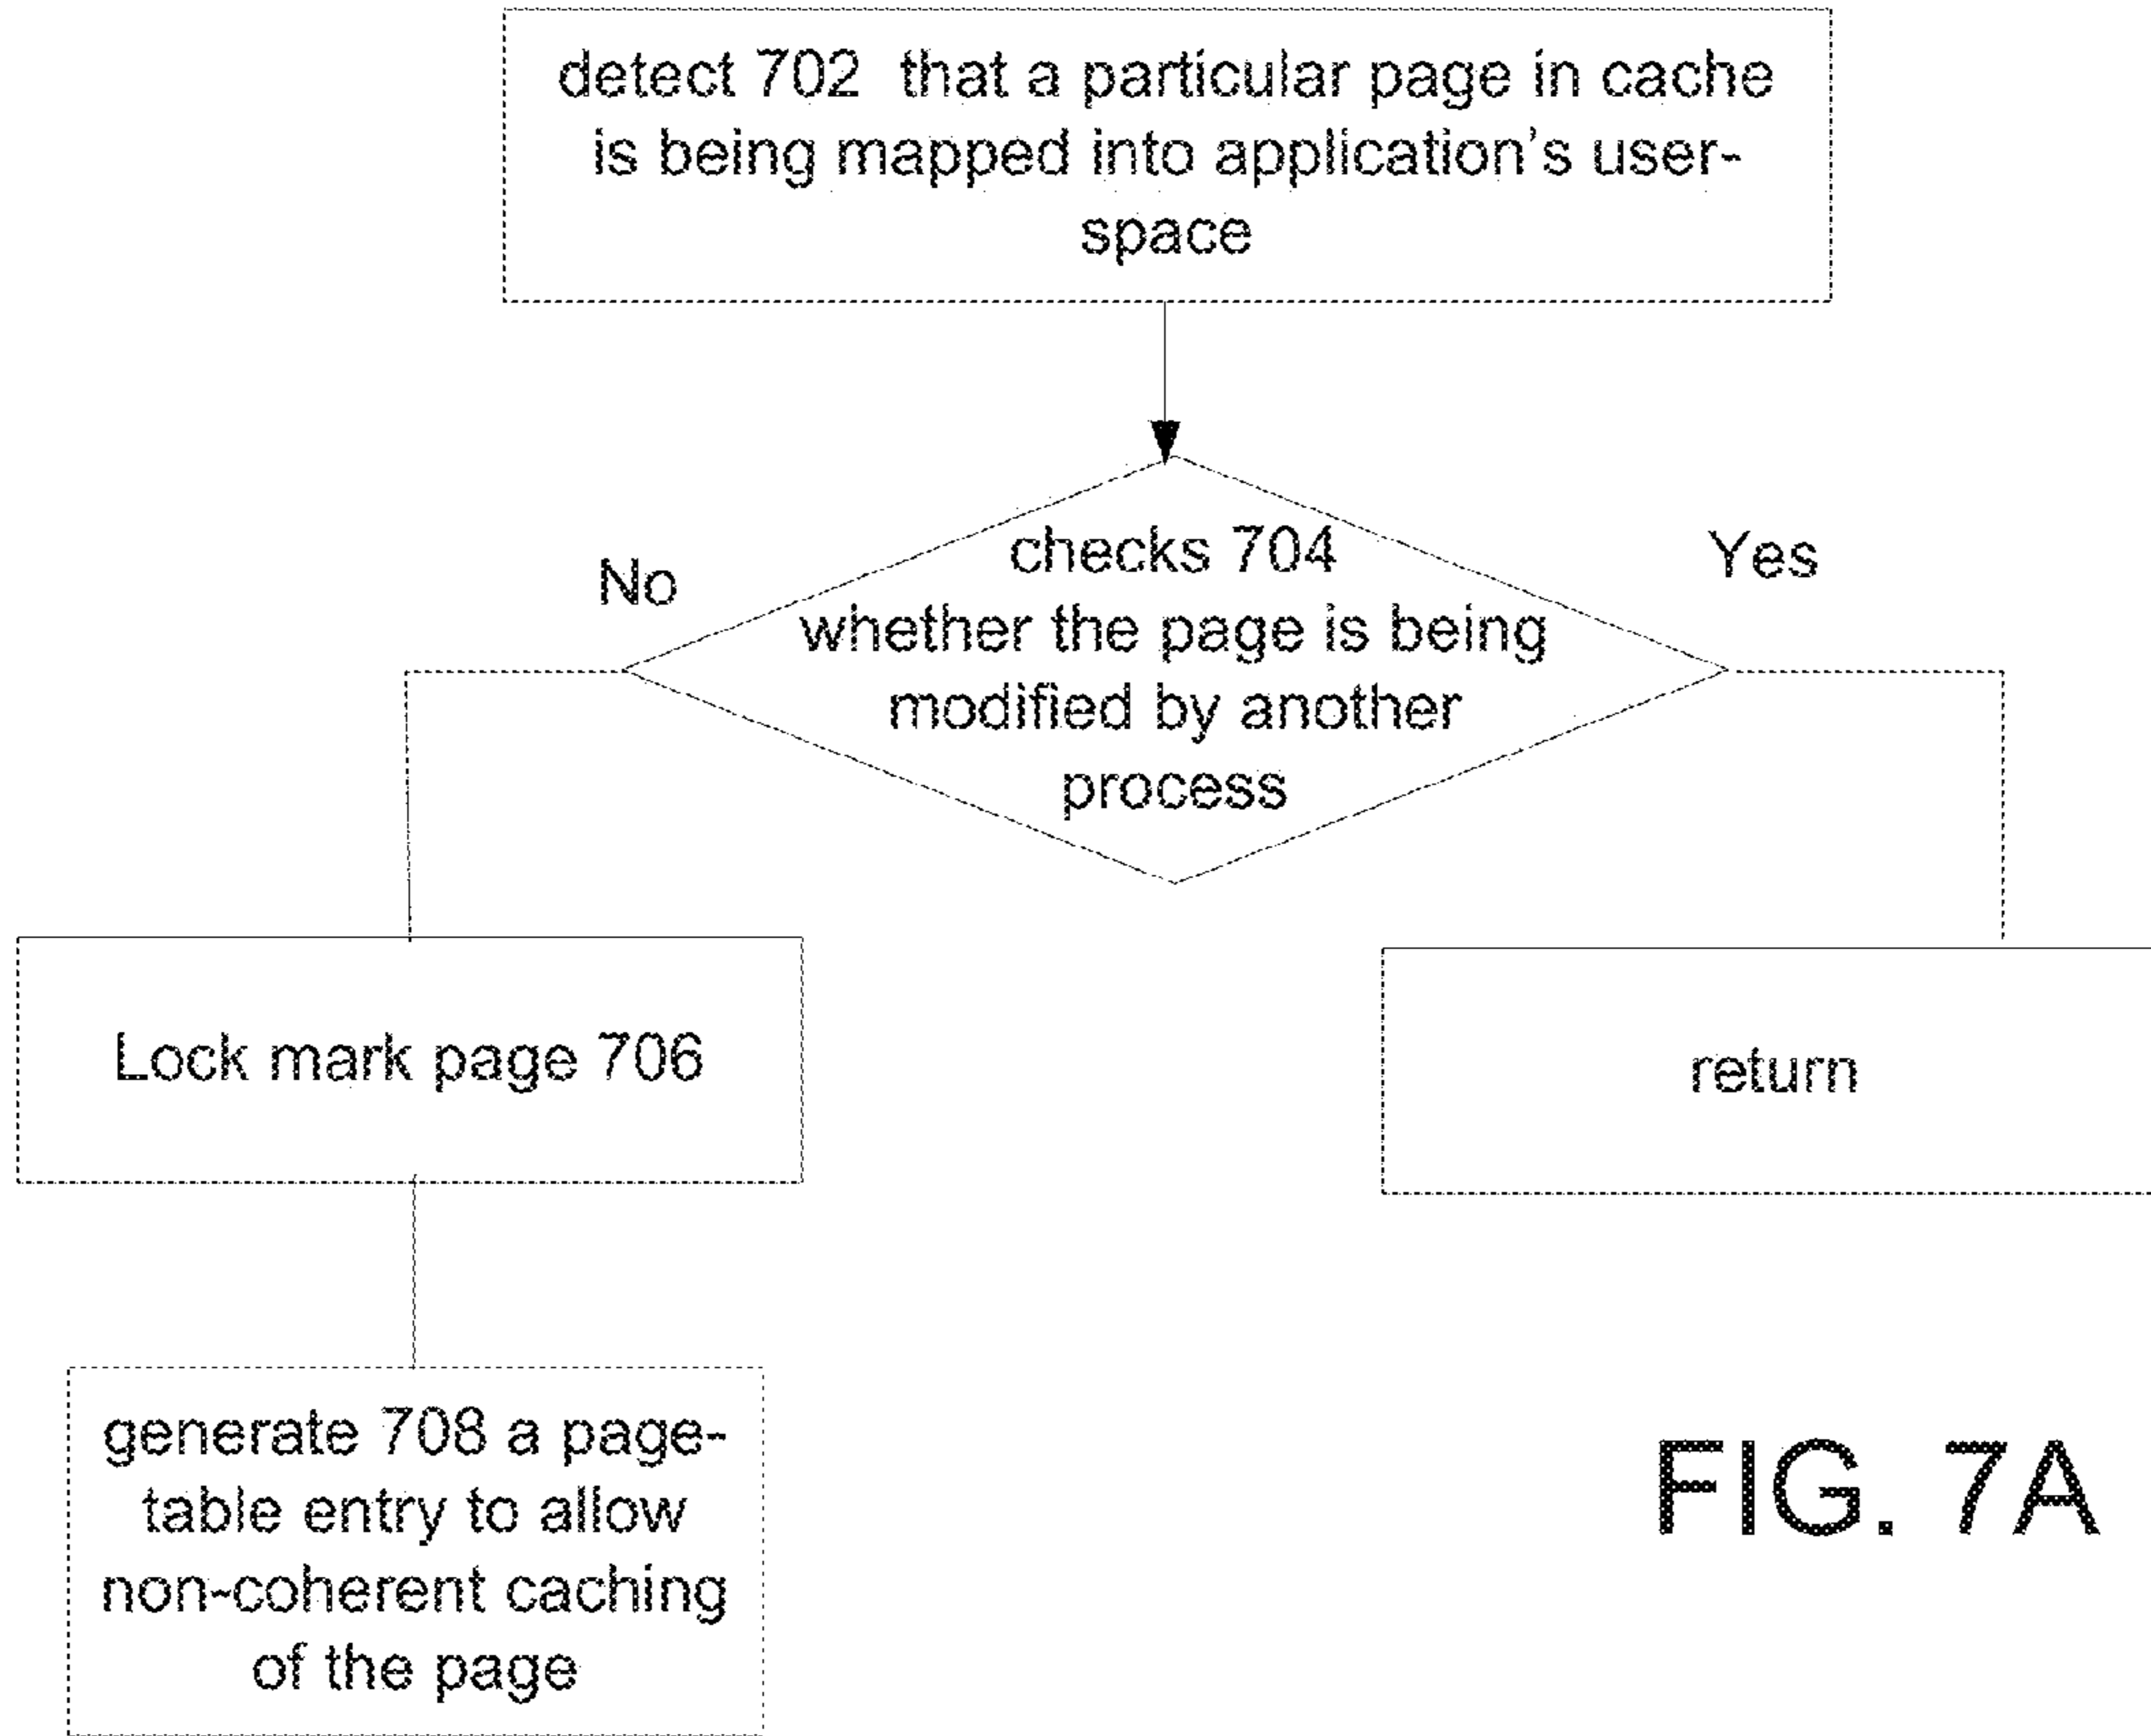 detect 702 that a particular page in cache
is being mapped into application's user-
space
No
checks 704
whether the page is being
modified by another
process
Yes
Lock mark page 706
return
generate 708 a page-
table entry to allow
non-coherent caching
of the page
FIG. 7A